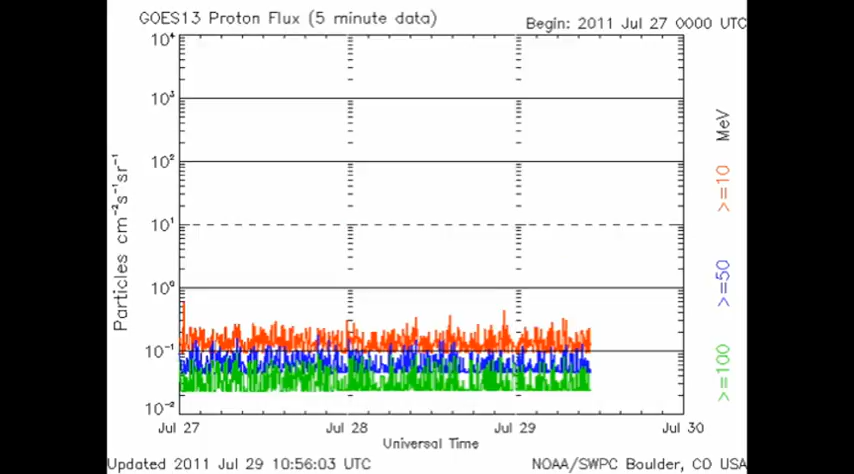 GOES13 Proton Flux (5 minute data)
Begin: 2011 Jul 27 0000 UTC
10⁴
10³
10²
10¹
10⁰
10⁻¹
10⁻²
Particles cm⁻²s⁻¹sr⁻¹
MeV
>=10
>=50
>=100
Jul 27
Jul 28
Jul 29
Jul 30
Universal Time
Updated 2011 Jul 29 10:56:03 UTC
NOAA/SWPC Boulder, CO USA